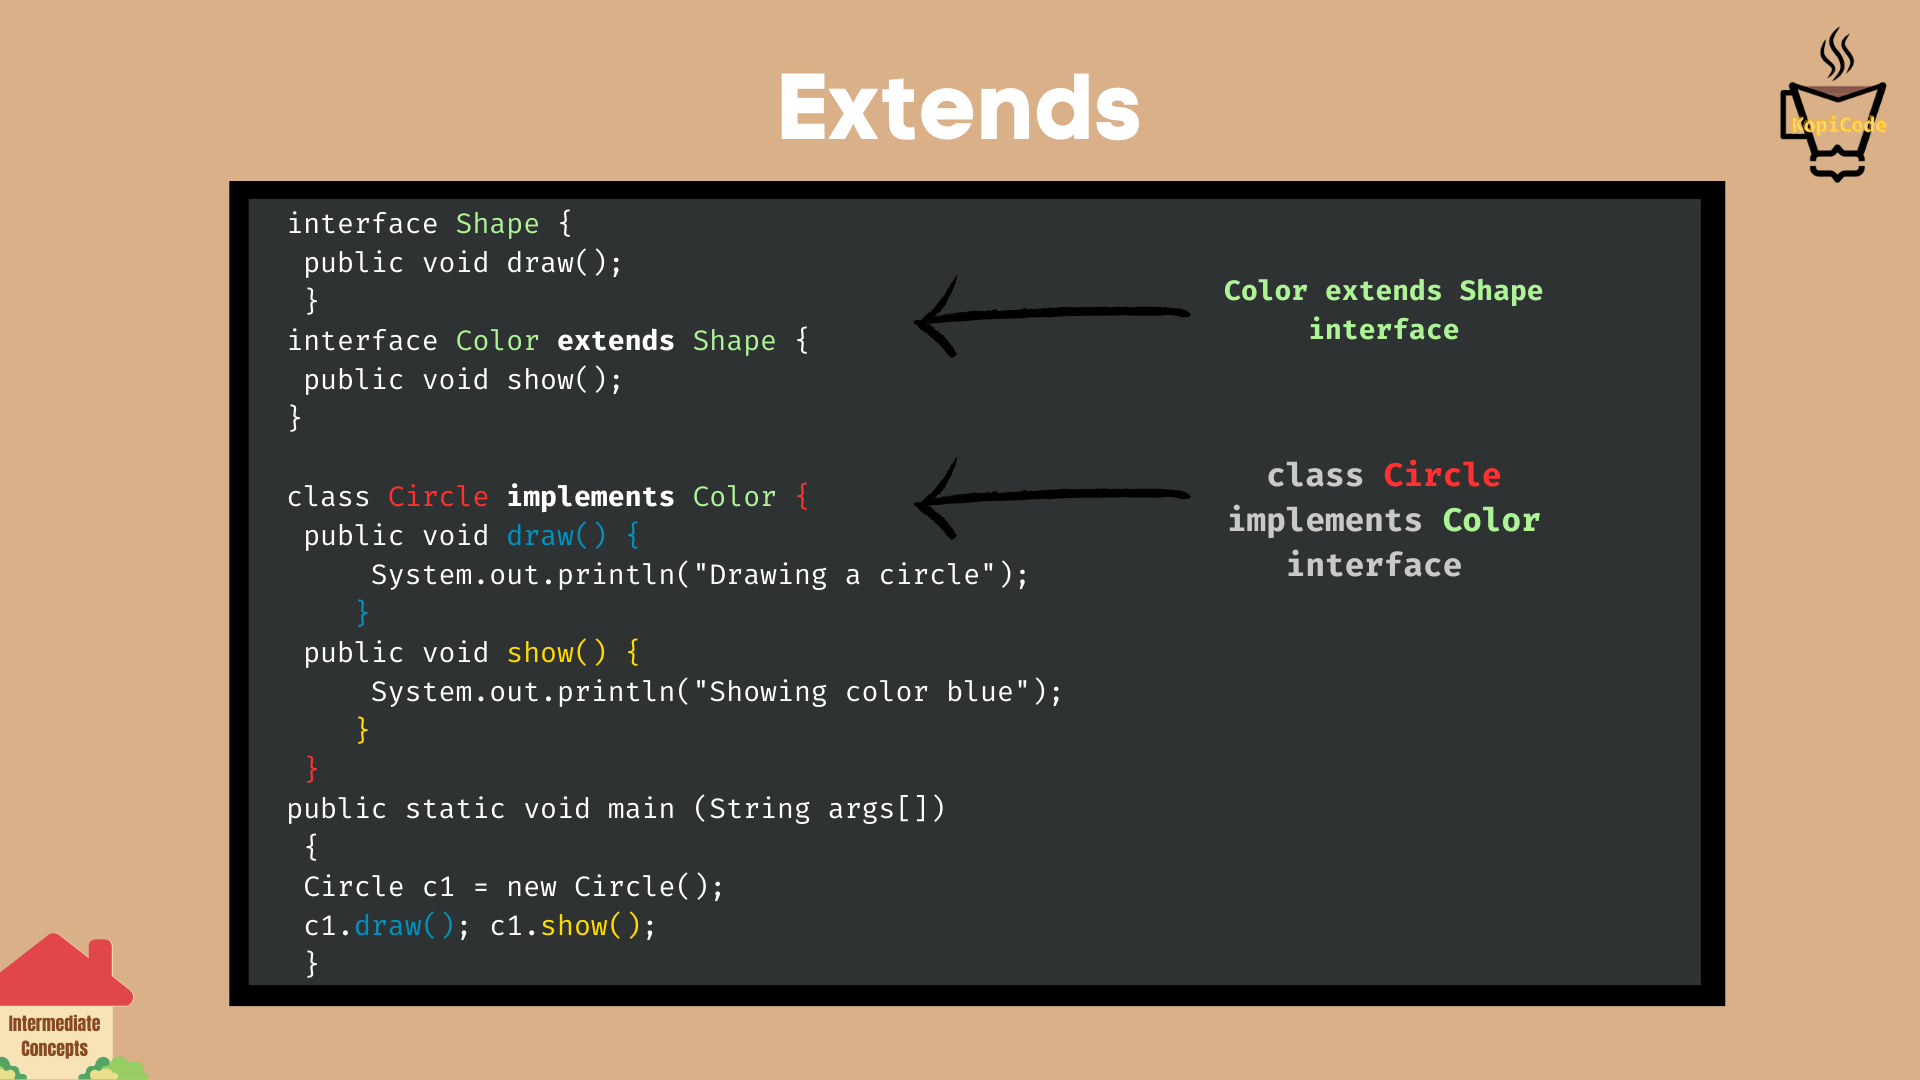 Extends
KopiCode
interface Shape {
public void draw();
}
interface Color extends Shape {
public void show();
}
class Circle implements Color {
public void draw() {
System.out.println("Drawing a circle");
}
public void show() {
System.out.println("Showing color blue");
}
}
public static void main (String args[])
{
Circle c1 = new Circle();
c1.draw(); c1.show();
}
Color extends Shape
interface
class Circle
implements Color
interface
Intermediate
Concepts